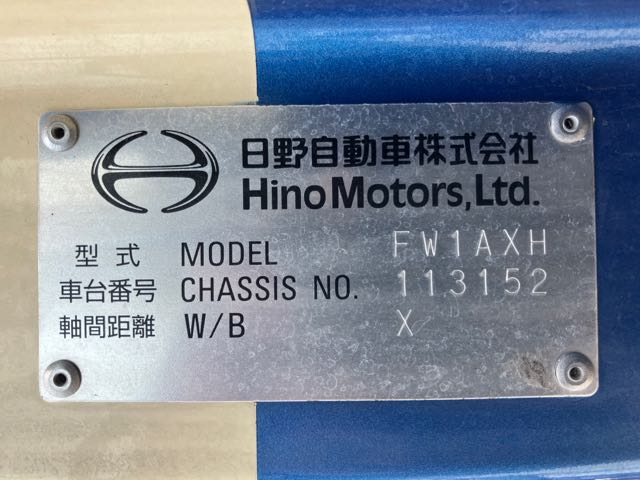 日野自動車株式会社
Hino Motors, Ltd.
型式 MODEL FW1AXH
車台番号 CHASSIS NO. 113152
軸間距離 W/B X